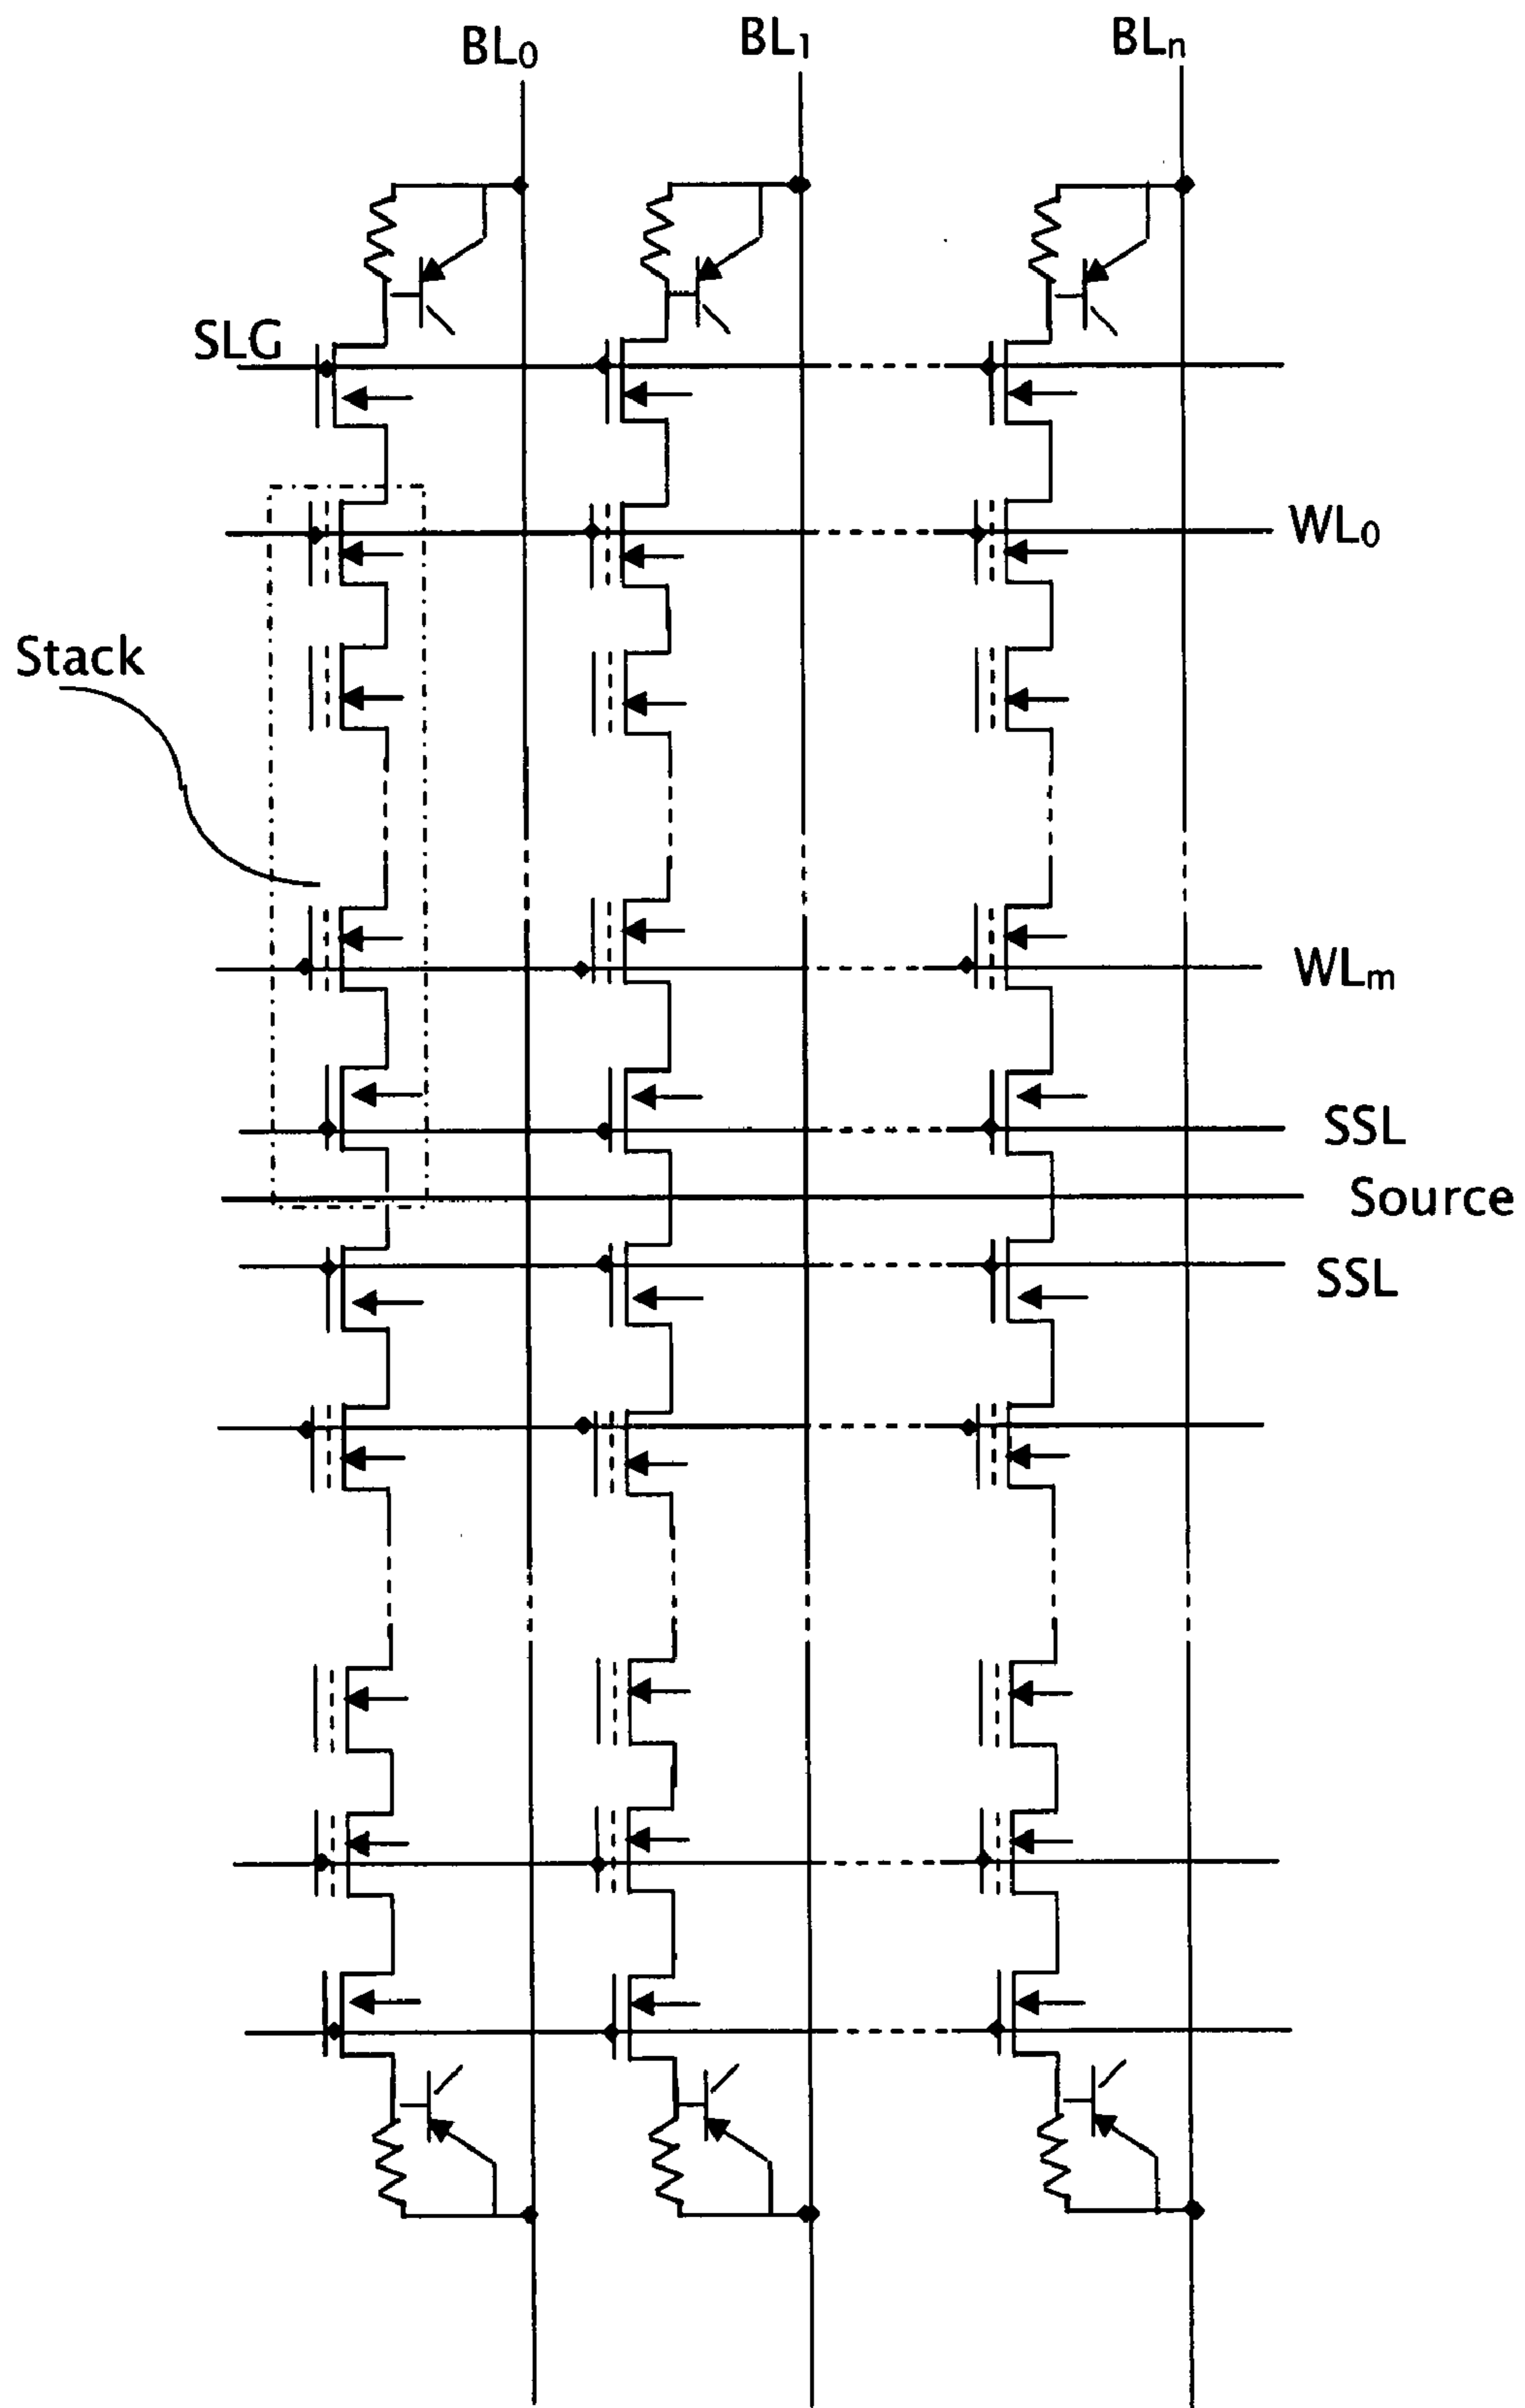 BL₀
BL₁
BLₙ
SLG
WL₀
Stack
WLₘ
SSL
Source
SSL